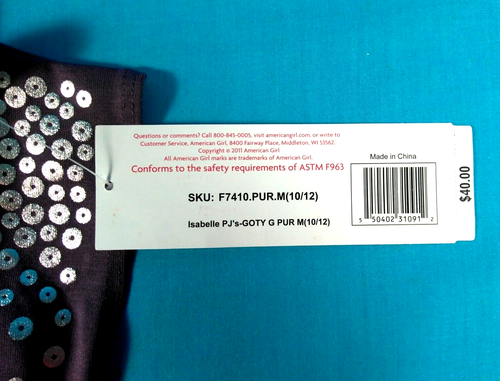 Questions or comments? Call 800-845-0005, visit americangirl.com, or write to
Customer Service, American Girl, 8400 Fairway Place, Middleton, WI 53562.
Copyright © 2011 American Girl
All American Girl marks are trademarks of American Girl.
Conforms to the safety requirements of ASTM F963
SKU: F7410.PUR.M(10/12)
Isabelle PJ's-GOTY G PUR M(10/12)
Made in China
5 50402 31091 2
$40.00